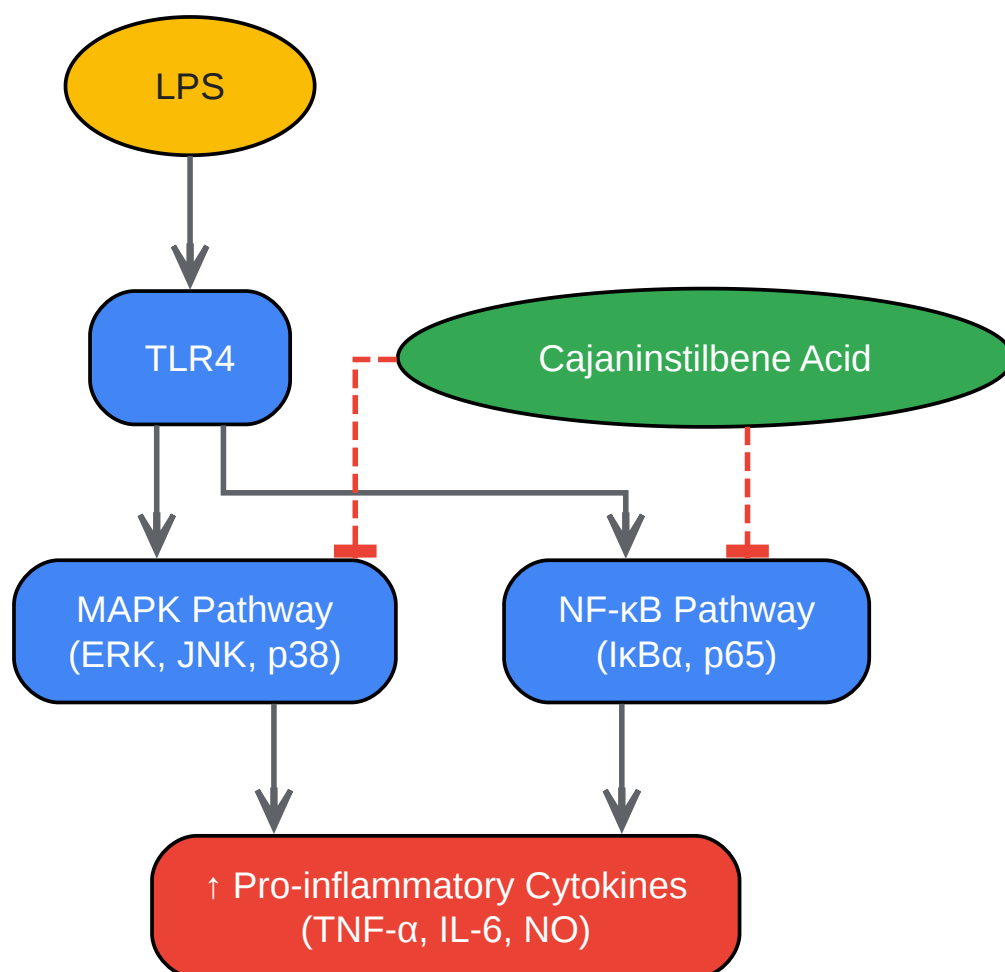 LPS
TLR4
Cajaninstilbene Acid
MAPK Pathway
(ERK, JNK, p38)
NF-κB Pathway
(IκBα, p65)
↑ Pro-inflammatory Cytokines
(TNF-α, IL-6, NO)